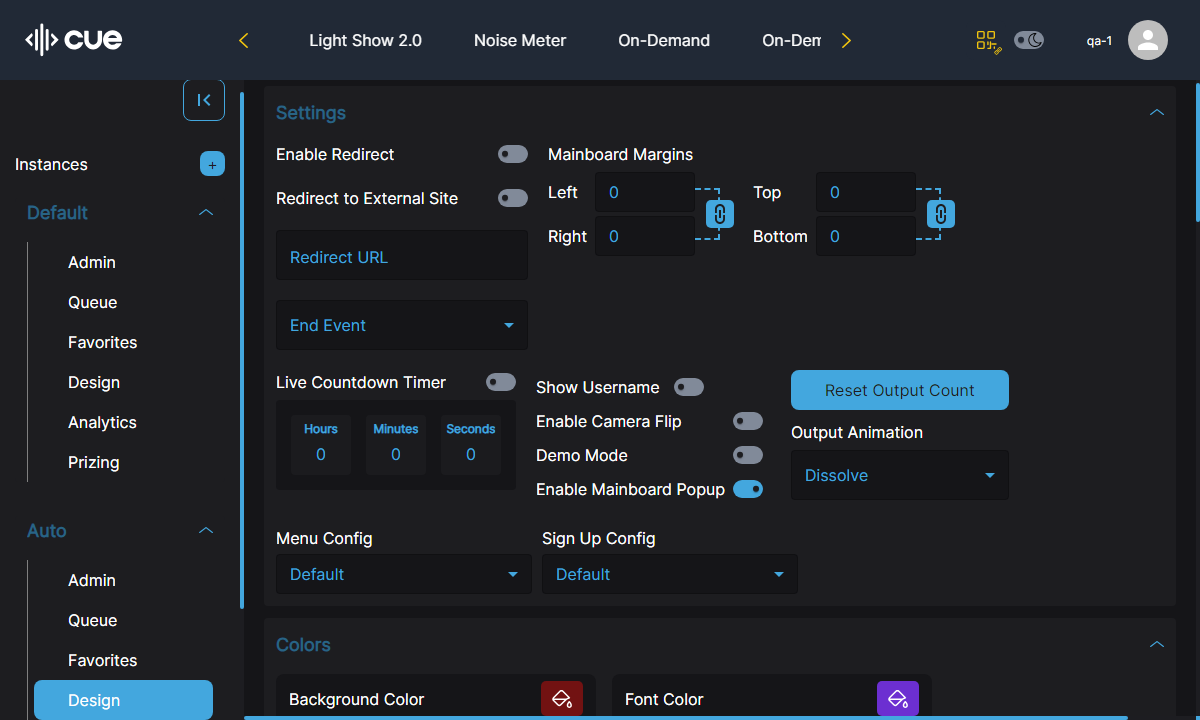 cue
Light Show 2.0
Noise Meter
On-Demand
On-Dem
qa-1
Instances
+
Default
Admin
Queue
Favorites
Design
Analytics
Prizing
Auto
Admin
Queue
Favorites
Design
Settings
Enable Redirect
Redirect to External Site
Redirect URL
End Event
Mainboard Margins
Left 0
Right 0
Top 0
Bottom 0
Live Countdown Timer
Hours Minutes Seconds
0 0 0
Show Username
Enable Camera Flip
Demo Mode
Enable Mainboard Popup
Reset Output Count
Output Animation
Dissolve
Menu Config
Default
Sign Up Config
Default
Colors
Background Color
Font Color